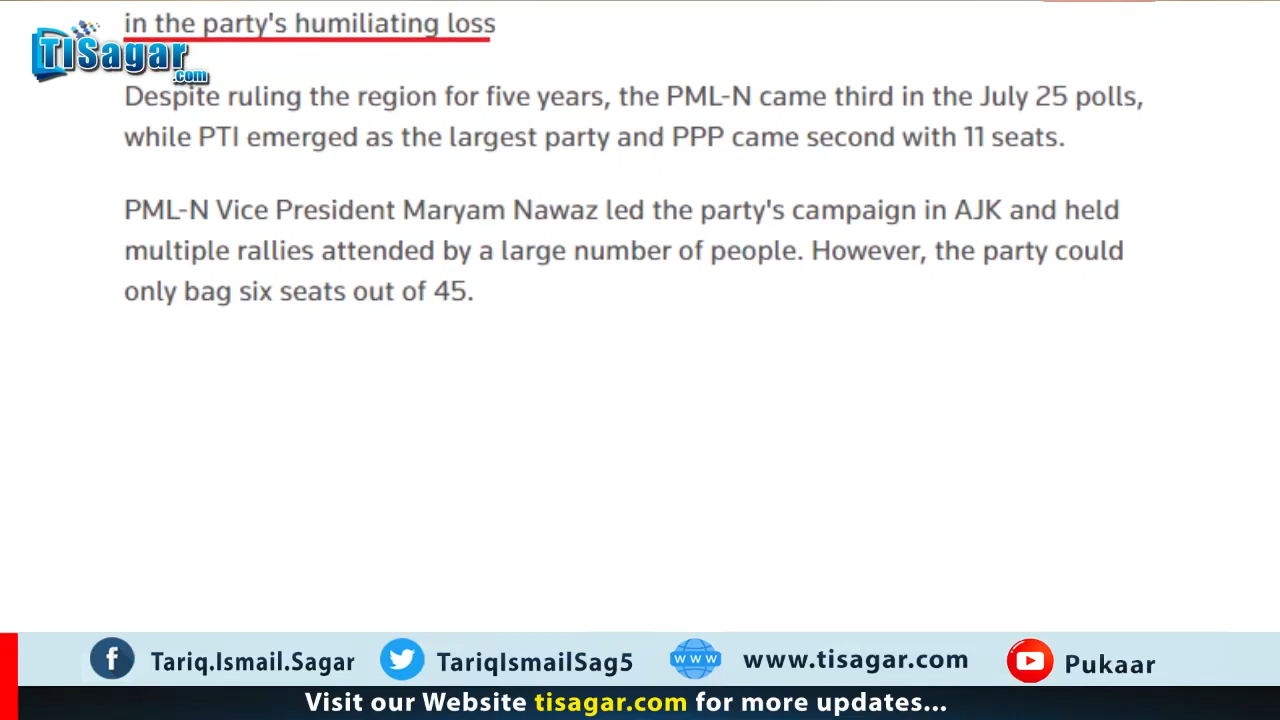 in the party's humiliating loss
TISagar
.com
Despite ruling the region for five years, the PML-N came third in the July 25 polls,
while PTI emerged as the largest party and PPP came second with 11 seats.
PML-N Vice President Maryam Nawaz led the party's campaign in AJK and held
multiple rallies attended by a large number of people. However, the party could
only bag six seats out of 45.
f Tariq.Ismail.Sagar TariqIsmailSag5 www www.tisagar.com Pukaar
Visit our Website tisagar.com for more updates...